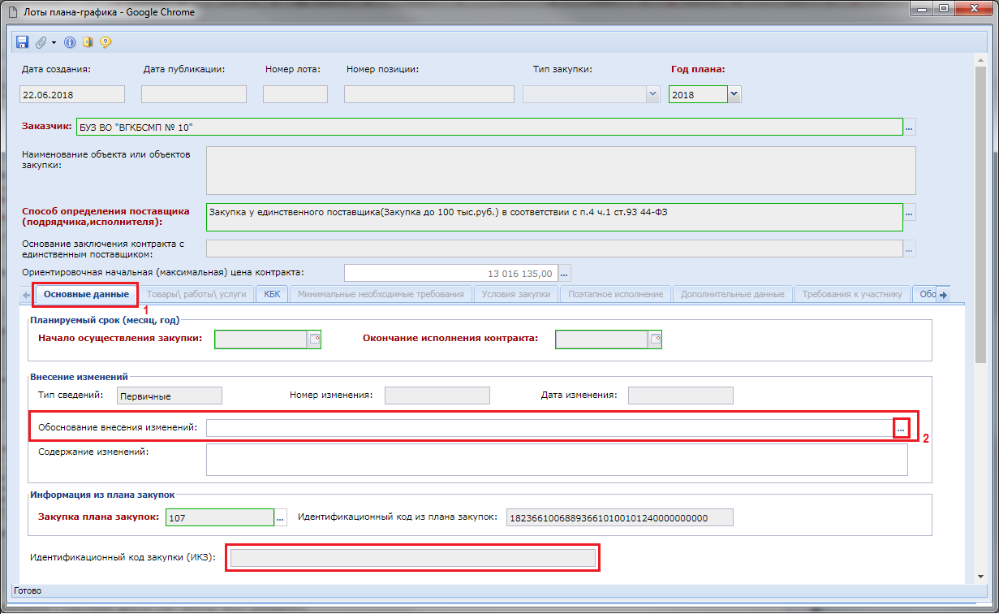 Лоты плана-графика - Google Chrome
Дата создания: Дата публикации: Номер лота: Номер позиции: Тип закупки: Год плана:
22.06.2018 2018
Заказчик: БУЗ ВО "ВГКБСМП № 10" ...
Наименование объекта или объектов
закупки:
Способ определения поставщика
(подрядчика,исполнителя):
Закупка у единственного поставщика(Закупка до 100 тыс.руб.) в соответствии с п.4 ч.1 ст.93 44-ФЗ ...
Основание заключения контракта с
единственным поставщиком: ...
Ориентировочная начальная (максимальная) цена контракта: 13 016 135,00 ...
Основные данные Товары\ работы\ услуги КБК Минимальные необходимые требования Условия закупки Поэтапное исполнение Дополнительные данные Требования к участнику Обо
1
Планируемый срок (месяц, год)
Начало осуществления закупки: Окончание исполнения контракта:
Внесение изменений
Тип сведений: Первичные Номер изменения: Дата изменения:
Обоснование внесения изменений: ... 2
Содержание изменений:
Информация из плана закупок
Закупка плана закупок: 107 ... Идентификационный код из плана закупок: 182366100688936610100101240000000000
Идентификационный код закупки (ИКЗ):
Готово